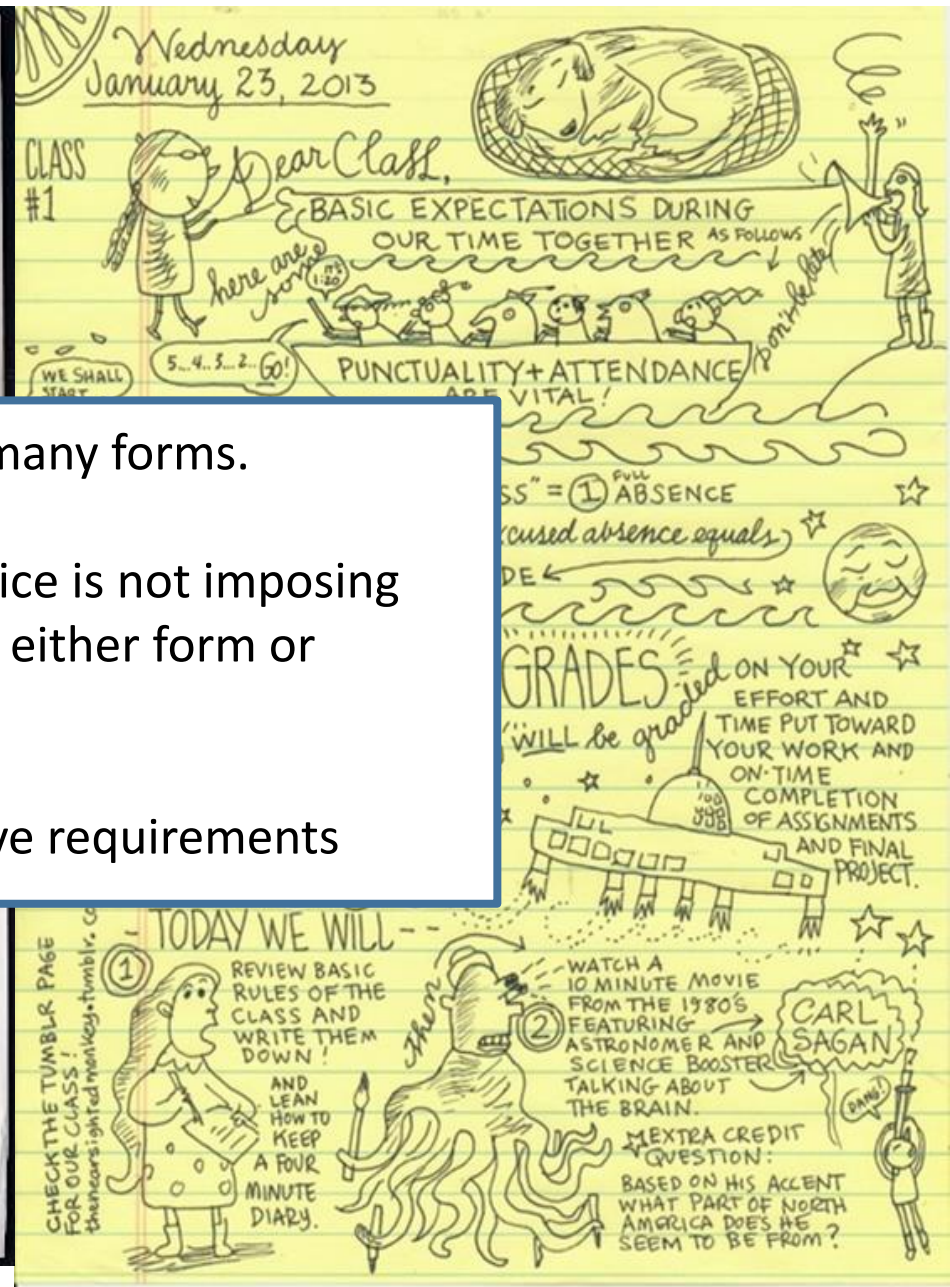 Wednesday
January 23, 2013
CLASS
#1
Dear Class,
here are
some
BASIC EXPECTATIONS DURING
OUR TIME TOGETHER AS FOLLOWS
don't be late
5...4...3...2...GO!
WE SHALL
START
PUNCTUALITY + ATTENDANCE
ARE VITAL!
many forms.
ice is not imposing
either form or
ve requirements
SS" = 1 FULL ABSENCE
cused absence equals
DE
GRADES
WILL be graded ON YOUR
EFFORT AND
TIME PUT TOWARD
YOUR WORK AND
ON-TIME
COMPLETION
OF ASSIGNMENTS
AND FINAL
PROJECT.
TODAY WE WILL--
1
REVIEW BASIC
RULES OF THE
CLASS AND
WRITE THEM
DOWN!
AND
LEAN
HOW TO
KEEP
A FOUR
MINUTE
DIARY.
Then
2
WATCH A
10 MINUTE MOVIE
FROM THE 1980'S
FEATURING
ASTRONOMER AND
SCIENCE BOOSTER
TALKING ABOUT
THE BRAIN.
CARL
SAGAN
DANG!
EXTRA CREDIT
QUESTION:
BASED ON HIS ACCENT
WHAT PART OF NORTH
AMERICA DOES HE
SEEM TO BE FROM?
CHECK THE TUMBLR PAGE
FOR OUR CLASS!
thenearsightedmonkey.tumblr.co